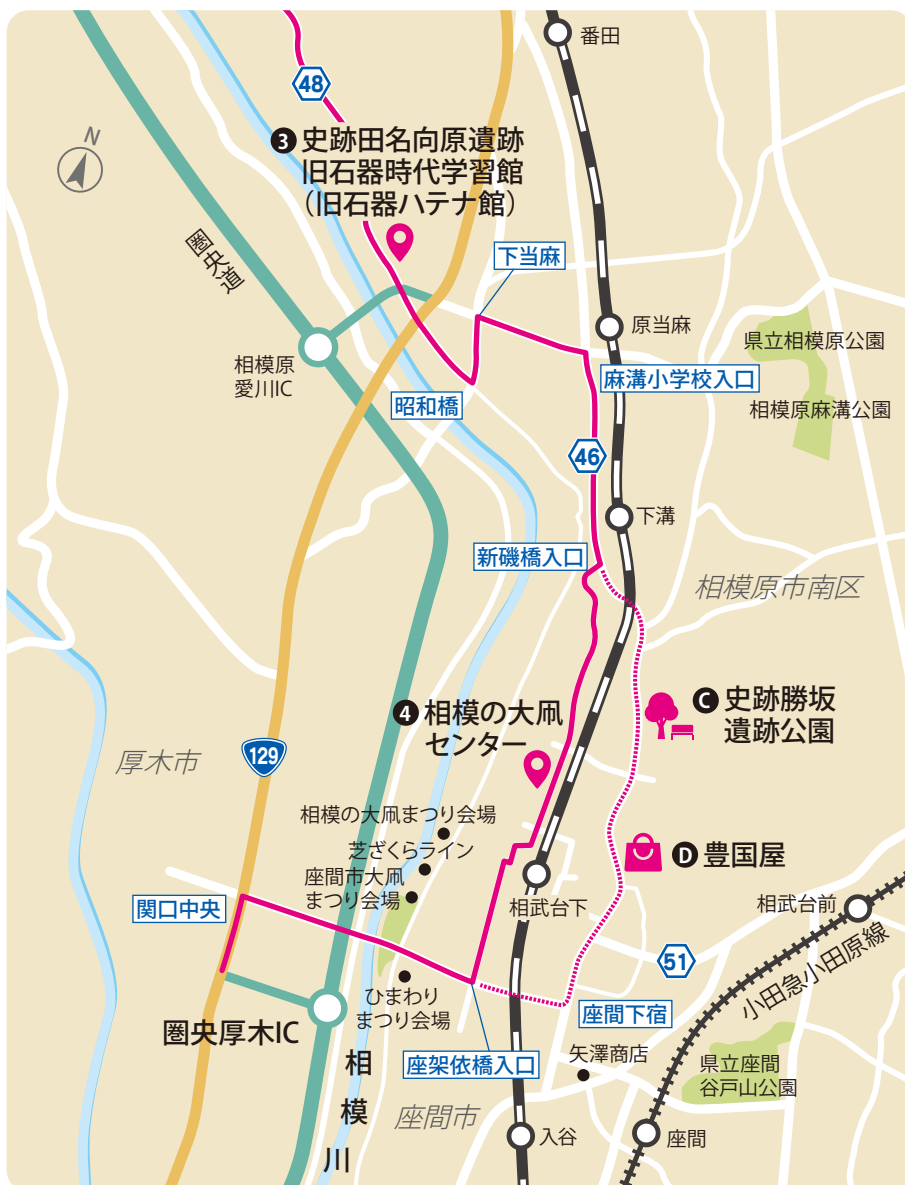 番田
48
N
3 史跡田名向原遺跡
旧石器時代学習館
（旧石器ハテナ館）
圏央道
下当麻
原当麻
県立相模原公園
相模原
愛川IC
麻溝小学校入口
昭和橋
相模原麻溝公園
46
下溝
新磯橋入口
相模原市南区
4 相模の大凧
センター
C 史跡勝坂
遺跡公園
129
厚木市
相模の大凧まつり会場
芝ざくらライン
座間市大凧
まつり会場
D 豊国屋
関口中央
相武台下
相武台前
51
小田急小田原線
ひまわり
まつり会場
座間下宿
圏央厚木IC
座架依橋入口
矢澤商店
県立座間
谷戸山公園
相模川
座間市
入谷
座間